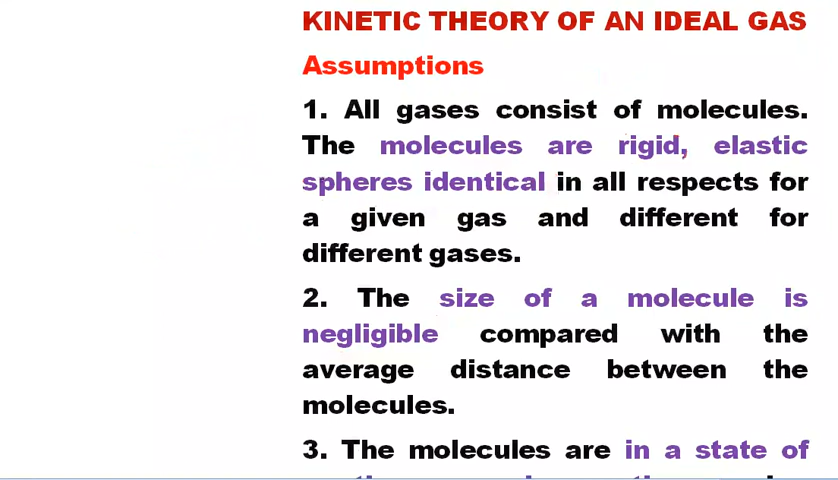 KINETIC THEORY OF AN IDEAL GAS
Assumptions
1. All gases consist of molecules.
The molecules are rigid, elastic
spheres identical in all respects for
a given gas and different for
different gases.
2. The size of a molecule is
negligible compared with the
average distance between the
molecules.
3. The molecules are in a state of